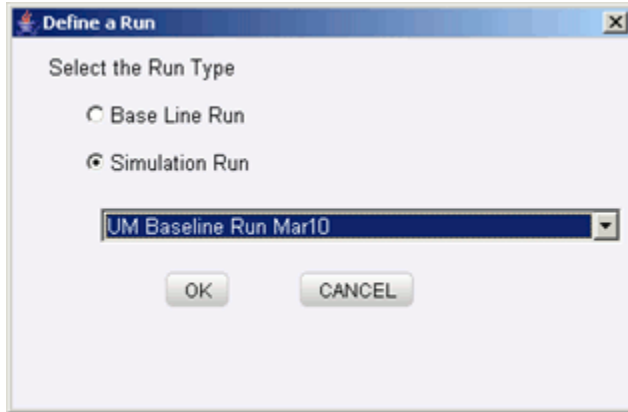 Define a Run
Select the Run Type
Base Line Run
Simulation Run
UM Baseline Run Mar10
OK CANCEL